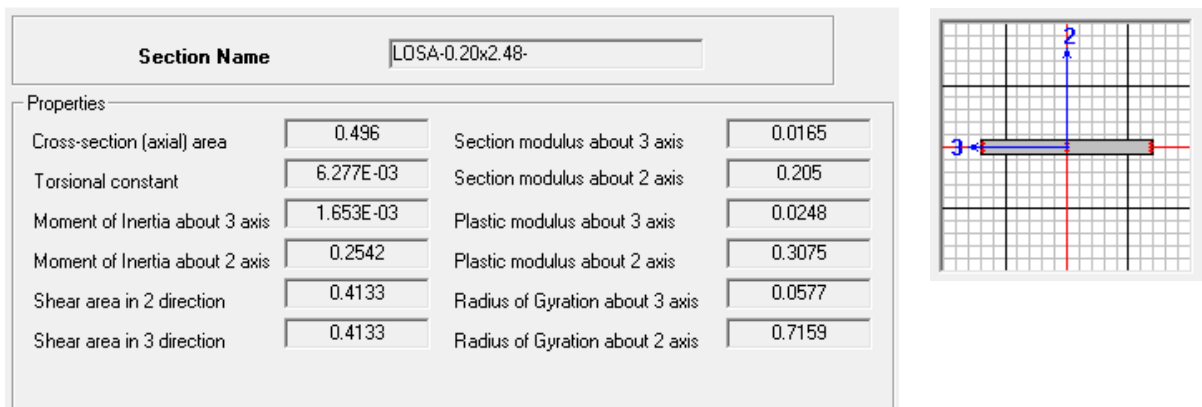 Section Name LOSA-0.20x2.48-
Properties
Cross-section (axial) area 0.496 Section modulus about 3 axis 0.0165
Torsional constant 6.277E-03 Section modulus about 2 axis 0.205
Moment of Inertia about 3 axis 1.653E-03 Plastic modulus about 3 axis 0.0248
Moment of Inertia about 2 axis 0.2542 Plastic modulus about 2 axis 0.3075
Shear area in 2 direction 0.4133 Radius of Gyration about 3 axis 0.0577
Shear area in 3 direction 0.4133 Radius of Gyration about 2 axis 0.7159
2
3